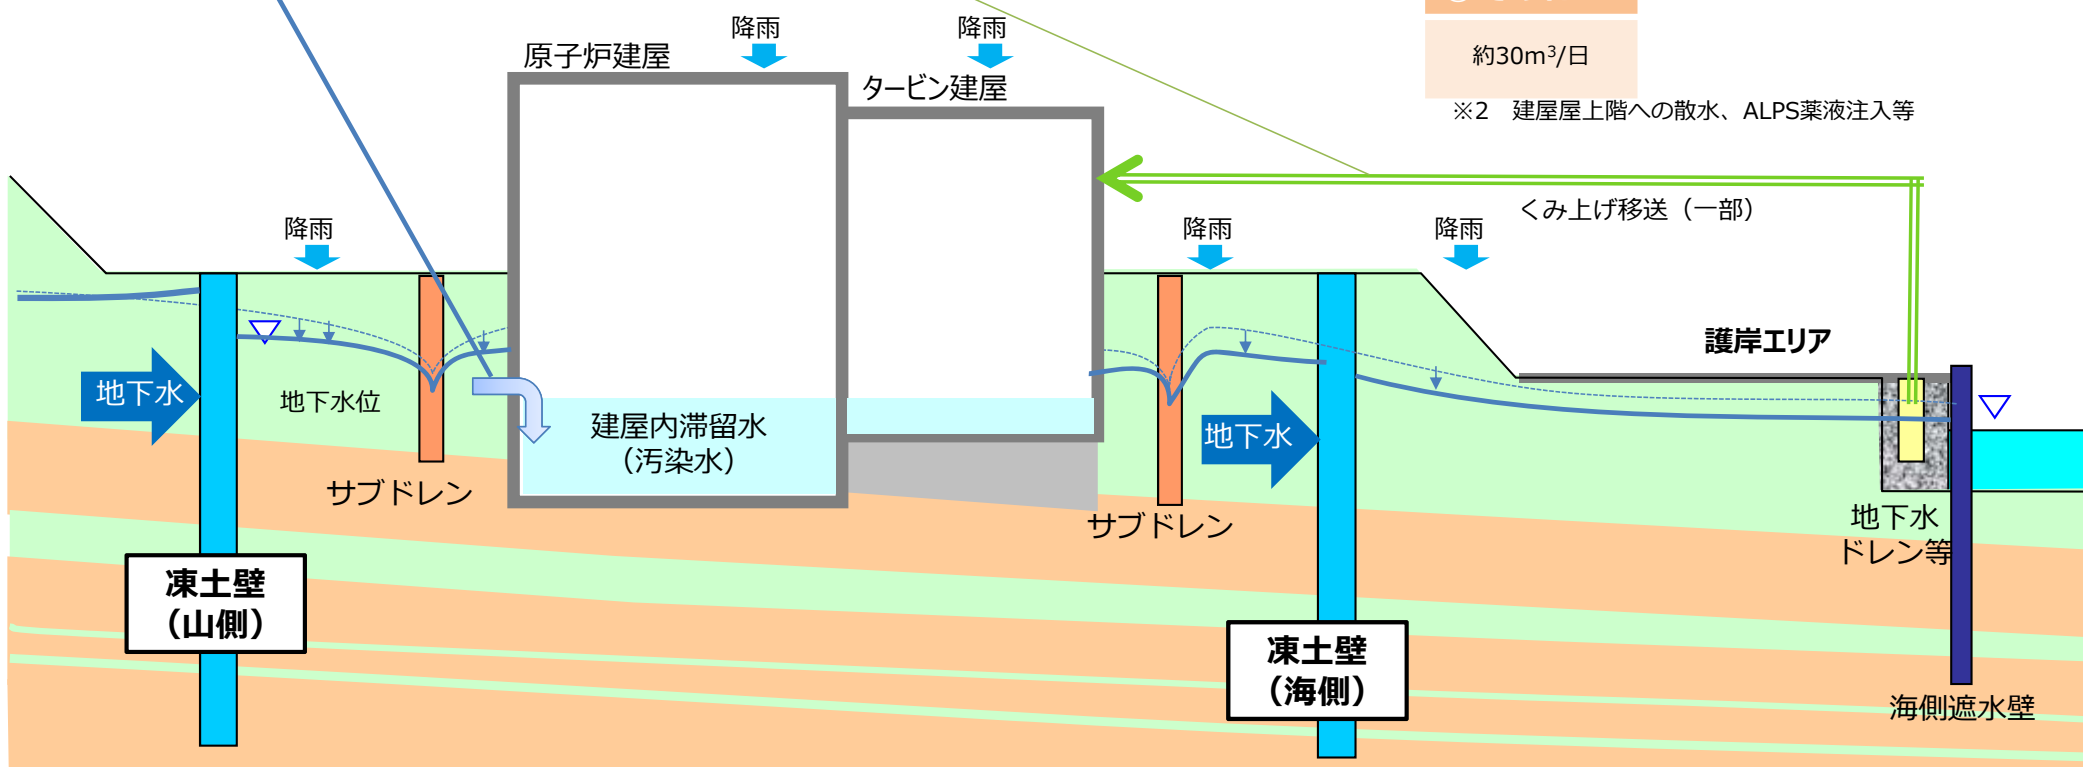 約30m³/日
※2　建屋屋上階への散水、ALPS薬液注入等
降雨
降雨
原子炉建屋
タービン建屋
くみ上げ移送（一部）
降雨
降雨
降雨
護岸エリア
地下水
地下水位
建屋内滞留水
（汚染水）
地下水
サブドレン
サブドレン
地下水
ドレン等
凍土壁
（山側）
凍土壁
（海側）
海側遮水壁